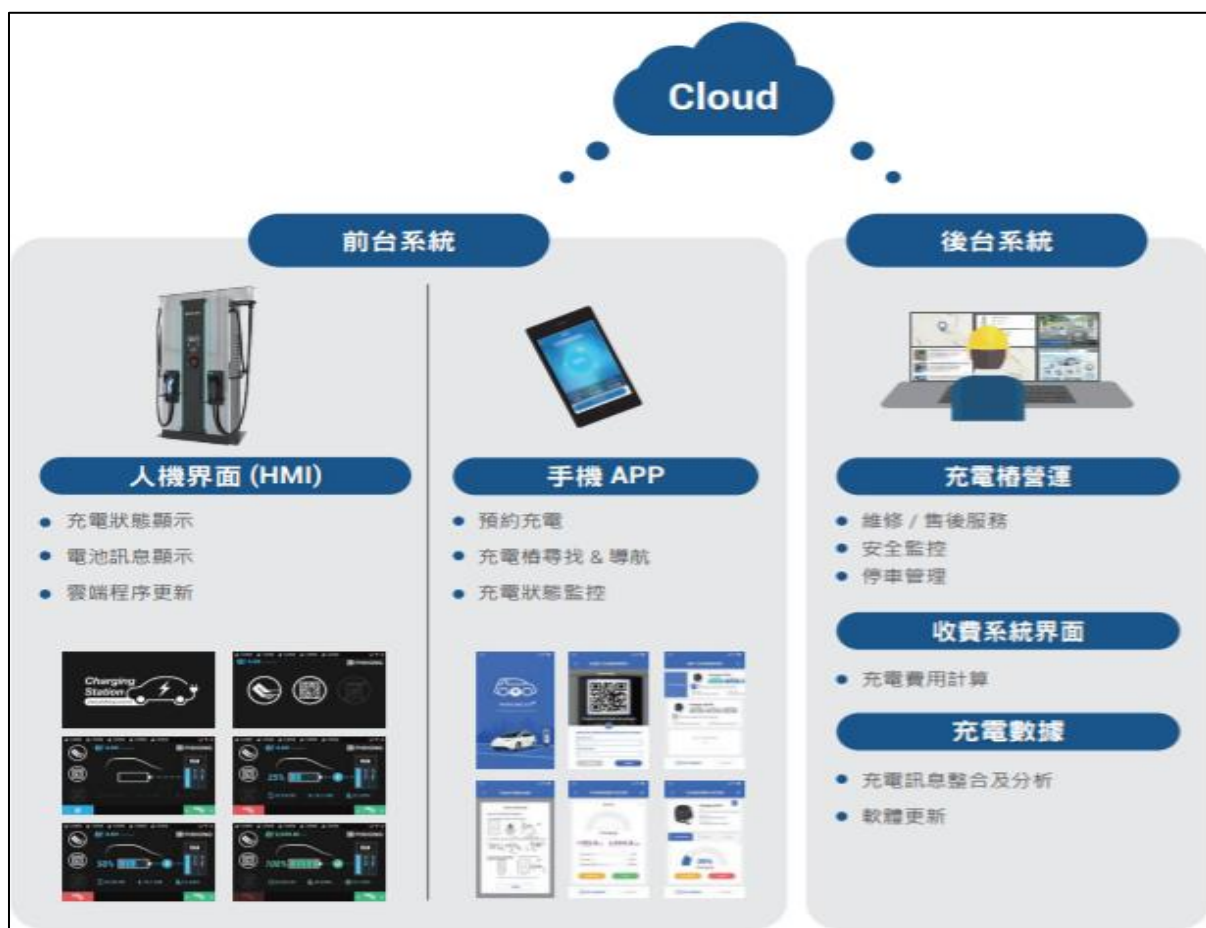 Cloud
前台系統
人機界面 (HMI)
充電狀態顯示
電池訊息顯示
雲端程序更新
Charging
Station
25%
50%
100%
手機 APP
預約充電
充電樁尋找 & 導航
充電狀態監控
後台系統
充電樁營運
維修 / 售後服務
安全監控
停車管理
收費系統界面
充電費用計算
充電數據
充電訊息整合及分析
軟體更新